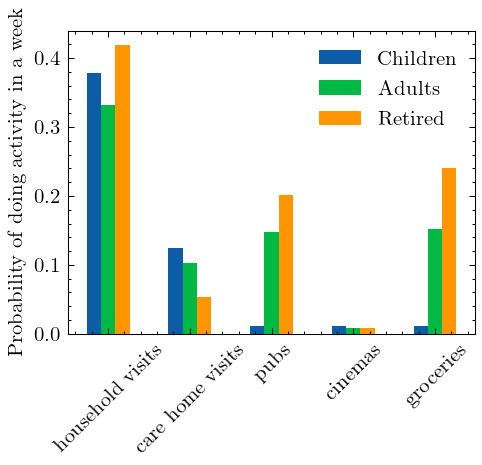 Probability of doing activity in a week
0.4
0.3
0.2
0.1
0.0
Children
Adults
Retired
household visits
care home visits
pubs
cinemas
groceries